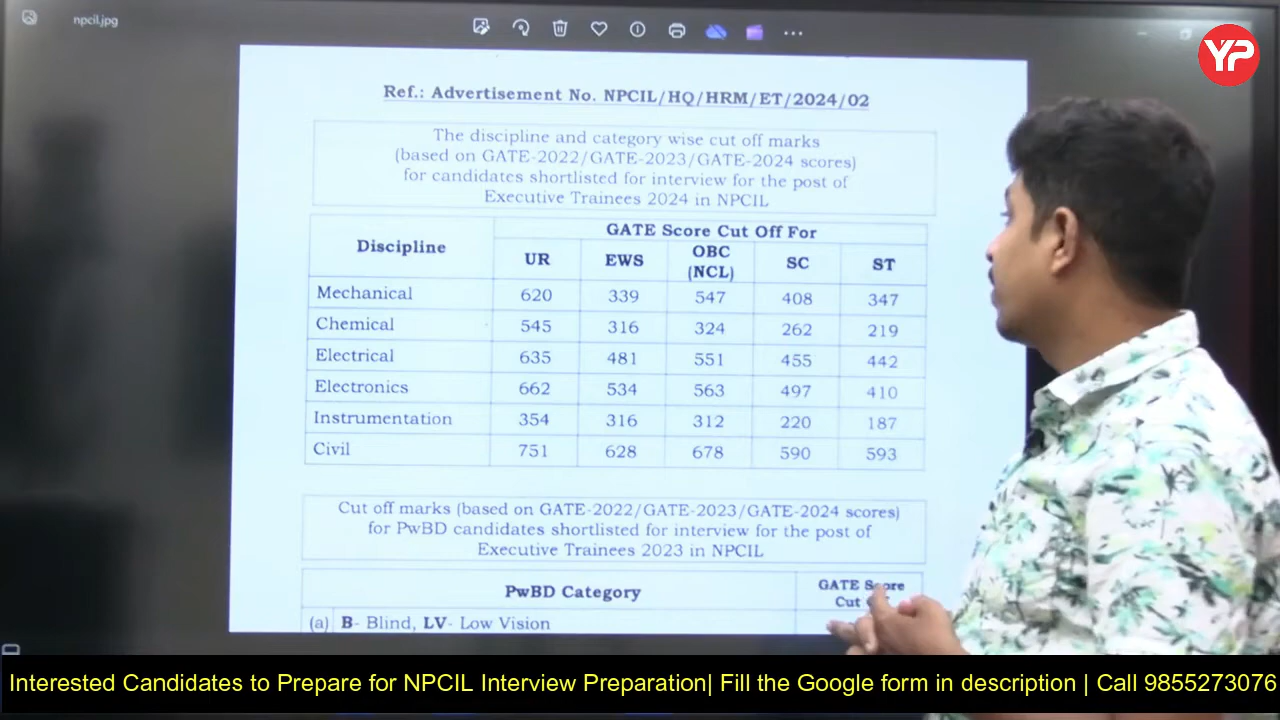 npcil.jpg
YP
Ref.: Advertisement No. NPCIL/HQ/HRM/ET/2024/02
The discipline and category wise cut off marks
(based on GATE-2022/GATE-2023/GATE-2024 scores)
for candidates shortlisted for interview for the post of
Executive Trainees 2024 in NPCIL
Discipline GATE Score Cut Off For
UR EWS OBC (NCL) SC ST
Mechanical 620 339 547 408 347
Chemical 545 316 324 262 219
Electrical 635 481 551 455 442
Electronics 662 534 563 497 410
Instrumentation 354 316 312 220 187
Civil 751 628 678 590 593
Cut off marks (based on GATE-2022/GATE-2023/GATE-2024 scores)
for PwBD candidates shortlisted for interview for the post of
Executive Trainees 2023 in NPCIL
PwBD Category GATE Score
Cut
(a) B- Blind, LV- Low Vision
Interested Candidates to Prepare for NPCIL Interview Preparation| Fill the Google form in description | Call 9855273076